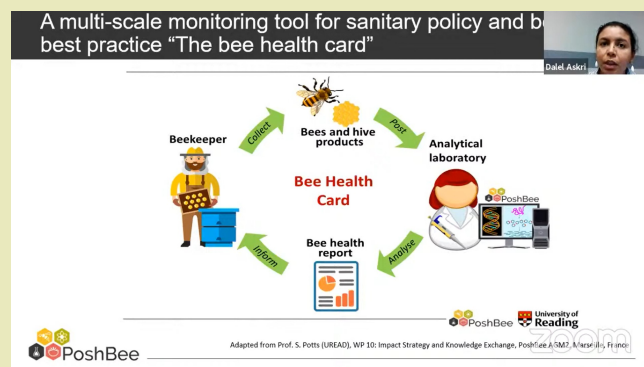 A multi-scale monitoring tool for sanitary policy and
best practice “The bee health card”
Dalel Askri
Beekeeper
Collect
Bees and hive
products
Post
Analytical
laboratory
Bee Health
Card
PoshBee
Bee health
report
Inform
Analyse
PoshBee
University of
Reading
zoom
PoshBee
Adapted from Prof. S. Potts (UREAD), WP 10: Impact Strategy and Knowledge Exchange, PoshBee AGM2, Marseille, France